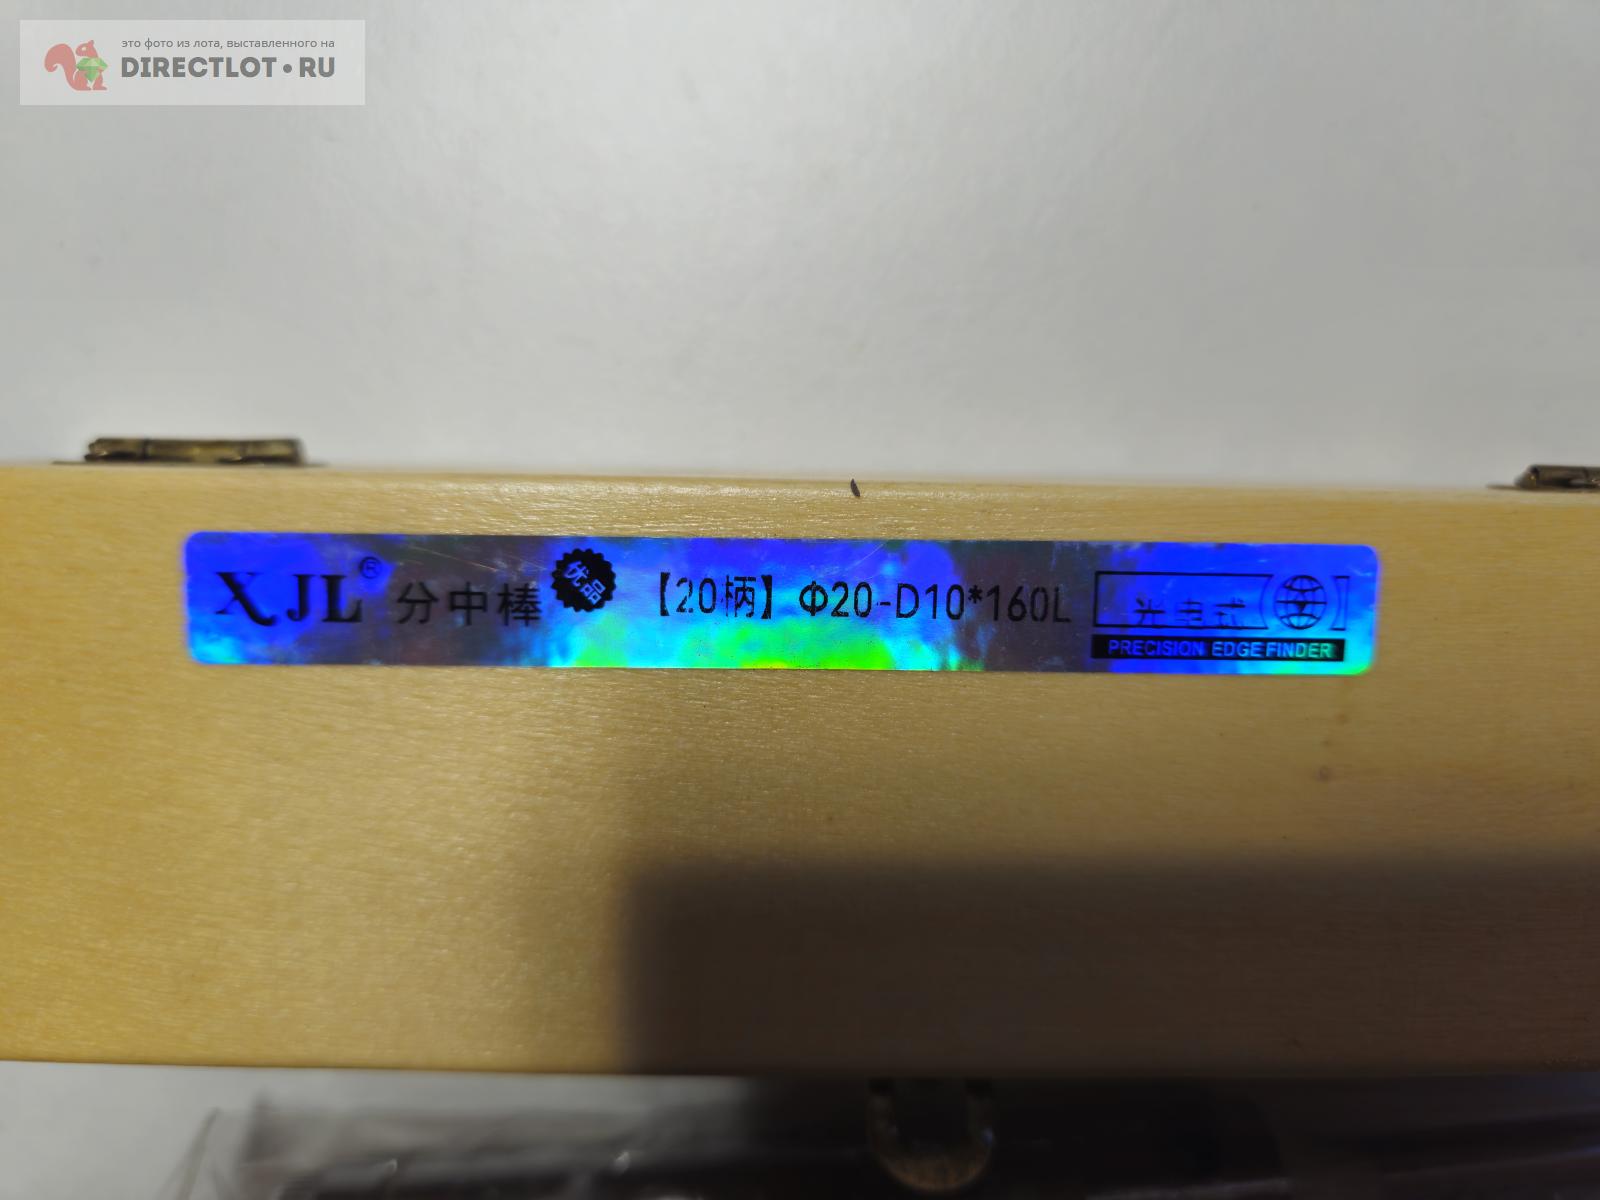 это фото из лота, выставленного на
DIRECTLOT•RU
XJL® 分中棒 优品 【20柄】 Φ20-D10*160L 光电式
PRECISION EDGE FINDER